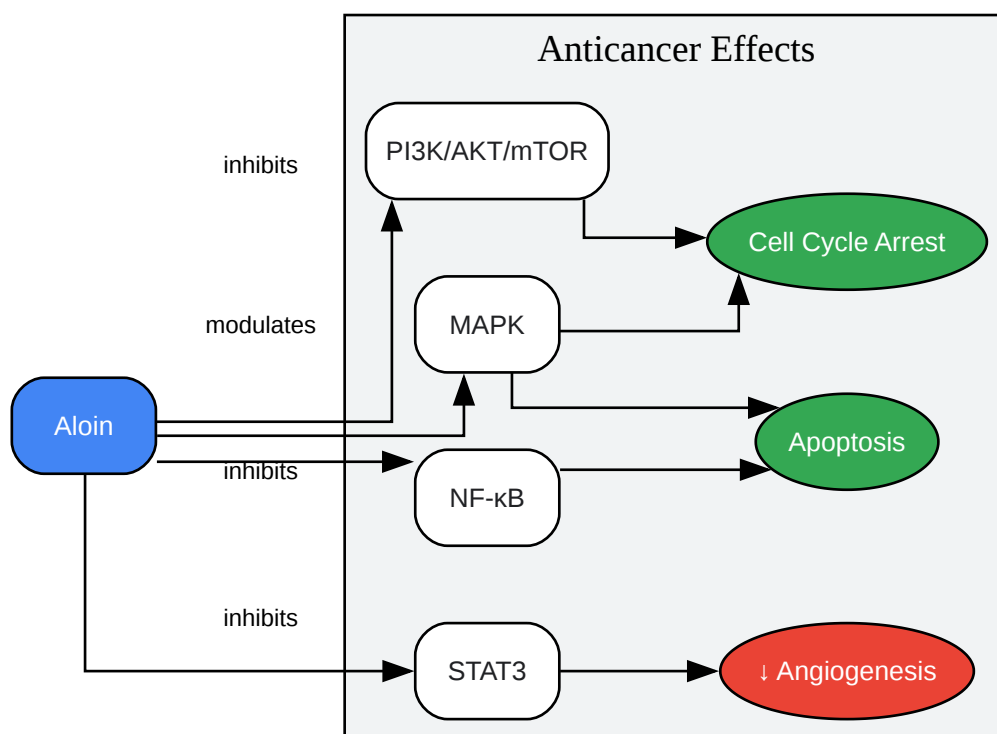 Anticancer Effects
PI3K/AKT/mTOR
inhibits
Cell Cycle Arrest
modulates
MAPK
Aloin
Apoptosis
inhibits
NF-κB
inhibits
STAT3
↓ Angiogenesis